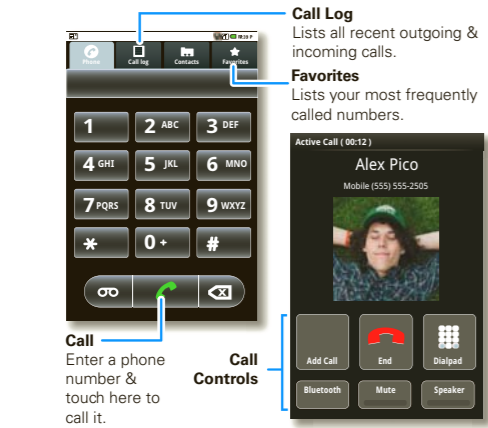 Call Log
Lists all recent outgoing &
incoming calls.
Favorites
Lists your most frequently
called numbers.
Phone
Call log
Contacts
Favorites
1
2 ABC
3 DEF
4 GHI
5 JKL
6 MNO
7 PQRS
8 TUV
9 WXYZ
*
0 +
#
Call
Enter a phone
number &
touch here to
call it.
Active Call ( 00:12 )
Alex Pico
Mobile (555) 555-2505
Call
Controls
Add Call
End
Dialpad
Bluetooth
Mute
Speaker